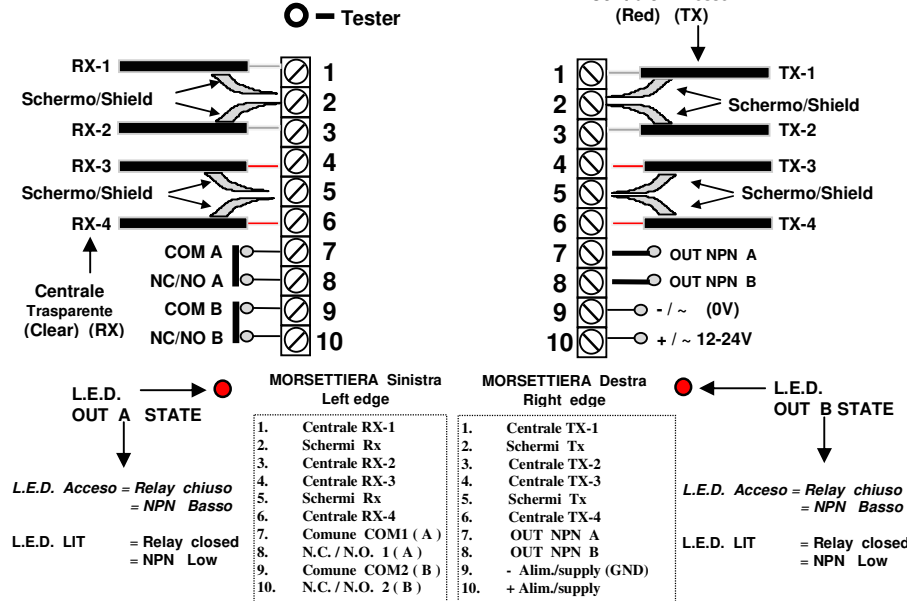 Tester
(Red) (TX)
RX-1
Schermo/Shield
RX-2
RX-3
Schermo/Shield
RX-4
COM A
NC/NO A
COM B
NC/NO B
Centrale
Trasparente
(Clear) (RX)
1
2
3
4
5
6
7
8
9
10
1
2
3
4
5
6
7
8
9
10
TX-1
Schermo/Shield
TX-2
TX-3
Schermo/Shield
TX-4
OUT NPN A
OUT NPN B
- / ~ (0V)
+ / ~ 12-24V
L.E.D.
OUT A STATE
L.E.D. Acceso = Relay chiuso
= NPN Basso
L.E.D. LIT = Relay closed
= NPN Low
MORSETTIERA Sinistra
Left edge
1. Centrale RX-1
2. Schermi Rx
3. Centrale RX-2
4. Centrale RX-3
5. Schermi Rx
6. Centrale RX-4
7. Comune COM1 ( A )
8. N.C. / N.O. 1 ( A )
9. Comune COM2 ( B )
10. N.C. / N.O. 2 ( B )
MORSETTIERA Destra
Right edge
1. Centrale TX-1
2. Schermi Tx
3. Centrale TX-2
4. Centrale TX-3
5. Schermi Tx
6. Centrale TX-4
7. OUT NPN A
8. OUT NPN B
9. - Alim./supply (GND)
10. + Alim./supply
L.E.D.
OUT B STATE
L.E.D. Acceso = Relay chiuso
= NPN Basso
L.E.D. LIT = Relay closed
= NPN Low